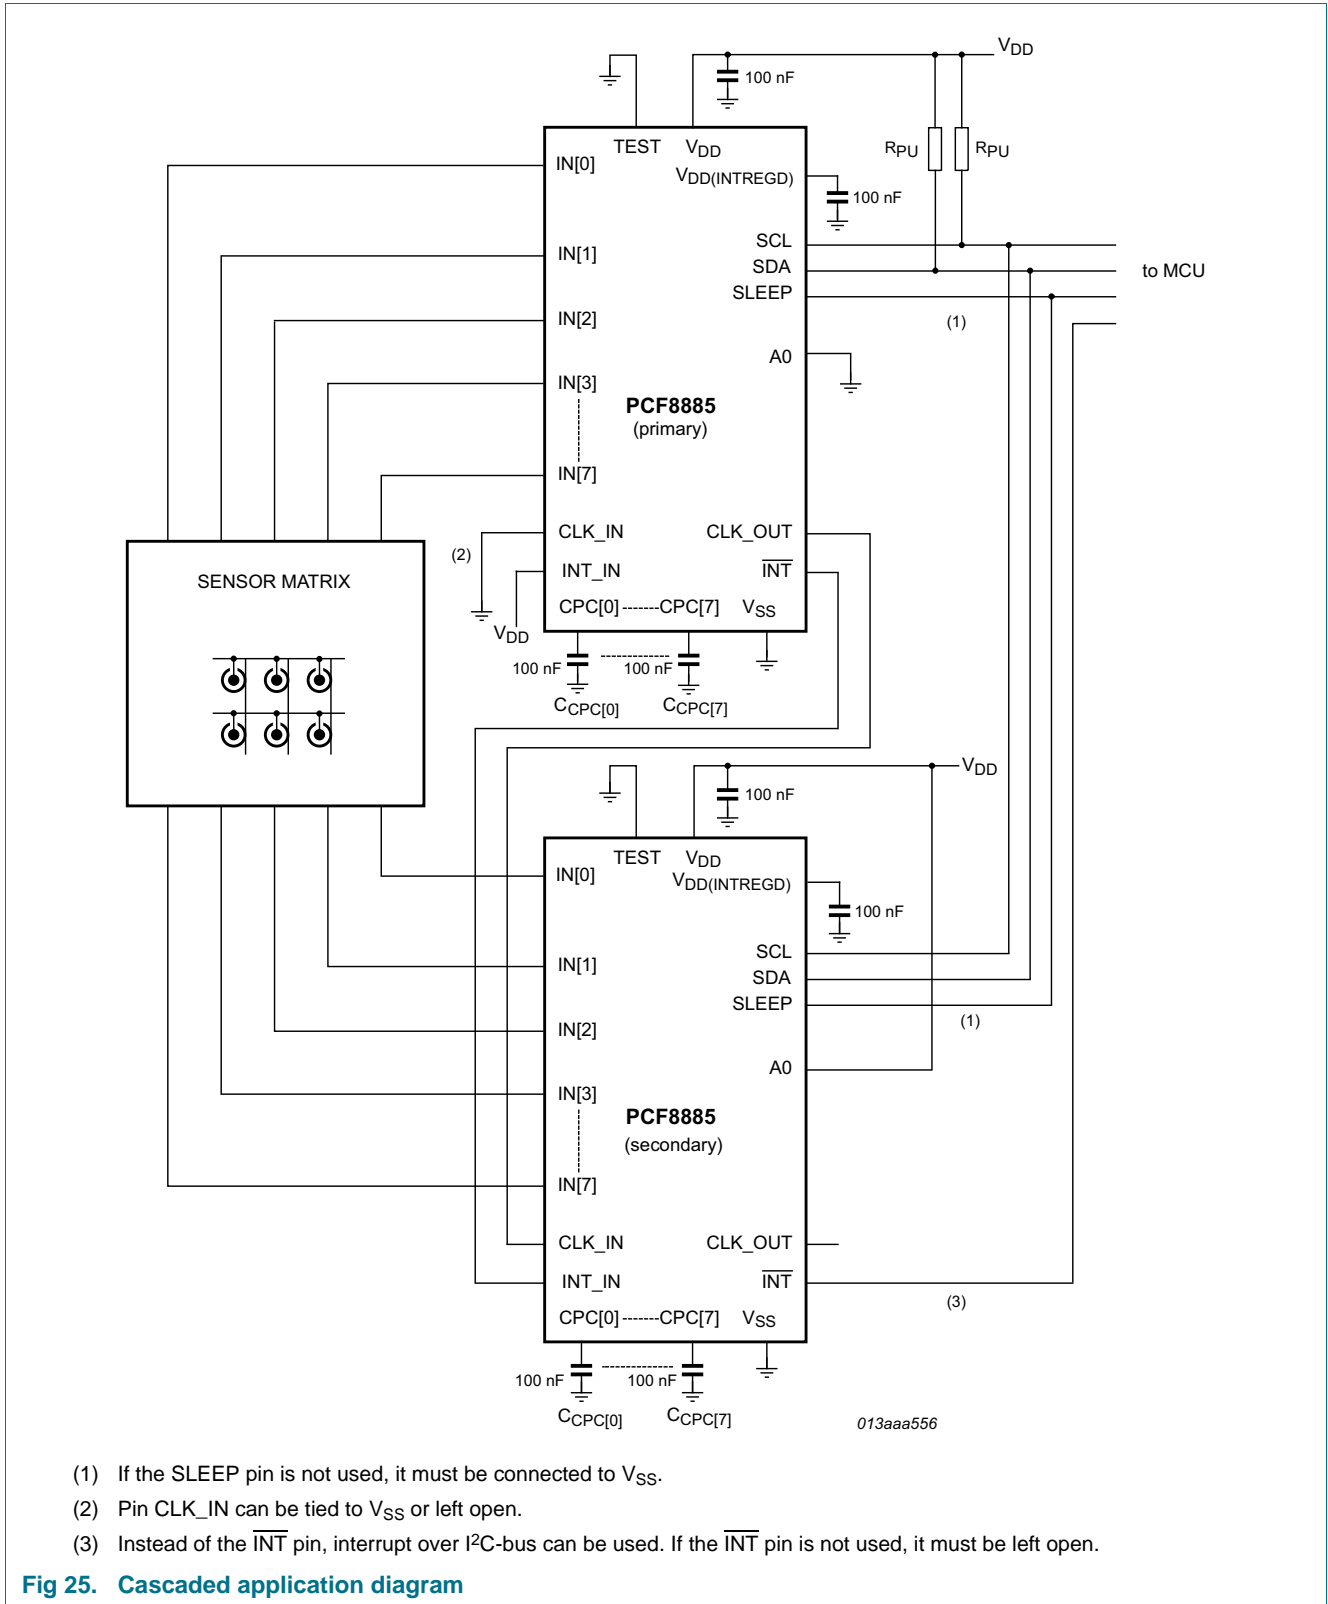 VDD
100 nF
TEST VDD
RPU RPU
IN[0]
VDD(INTREGD)
100 nF
IN[1]
SCL
SDA
to MCU
SLEEP
(1)
IN[2]
A0
IN[3]
PCF8885
(primary)
IN[7]
CLK_IN CLK_OUT
(2)
INT_IN INT
SENSOR MATRIX
CPC[0] -------CPC[7] VSS
VDD
100 nF 100 nF
CCPC[0] CCPC[7]
VDD
100 nF
TEST VDD
IN[0]
VDD(INTREGD)
100 nF
SCL
IN[1]
SDA
SLEEP
(1)
IN[2]
A0
IN[3]
PCF8885
(secondary)
IN[7]
CLK_IN CLK_OUT
INT_IN INT
(3)
CPC[0] -------CPC[7] VSS
100 nF 100 nF
CCPC[0] CCPC[7]
013aaa556
(1) If the SLEEP pin is not used, it must be connected to VSS.
(2) Pin CLK_IN can be tied to VSS or left open.
(3) Instead of the INT pin, interrupt over I2C-bus can be used. If the INT pin is not used, it must be left open.
Fig 25. Cascaded application diagram